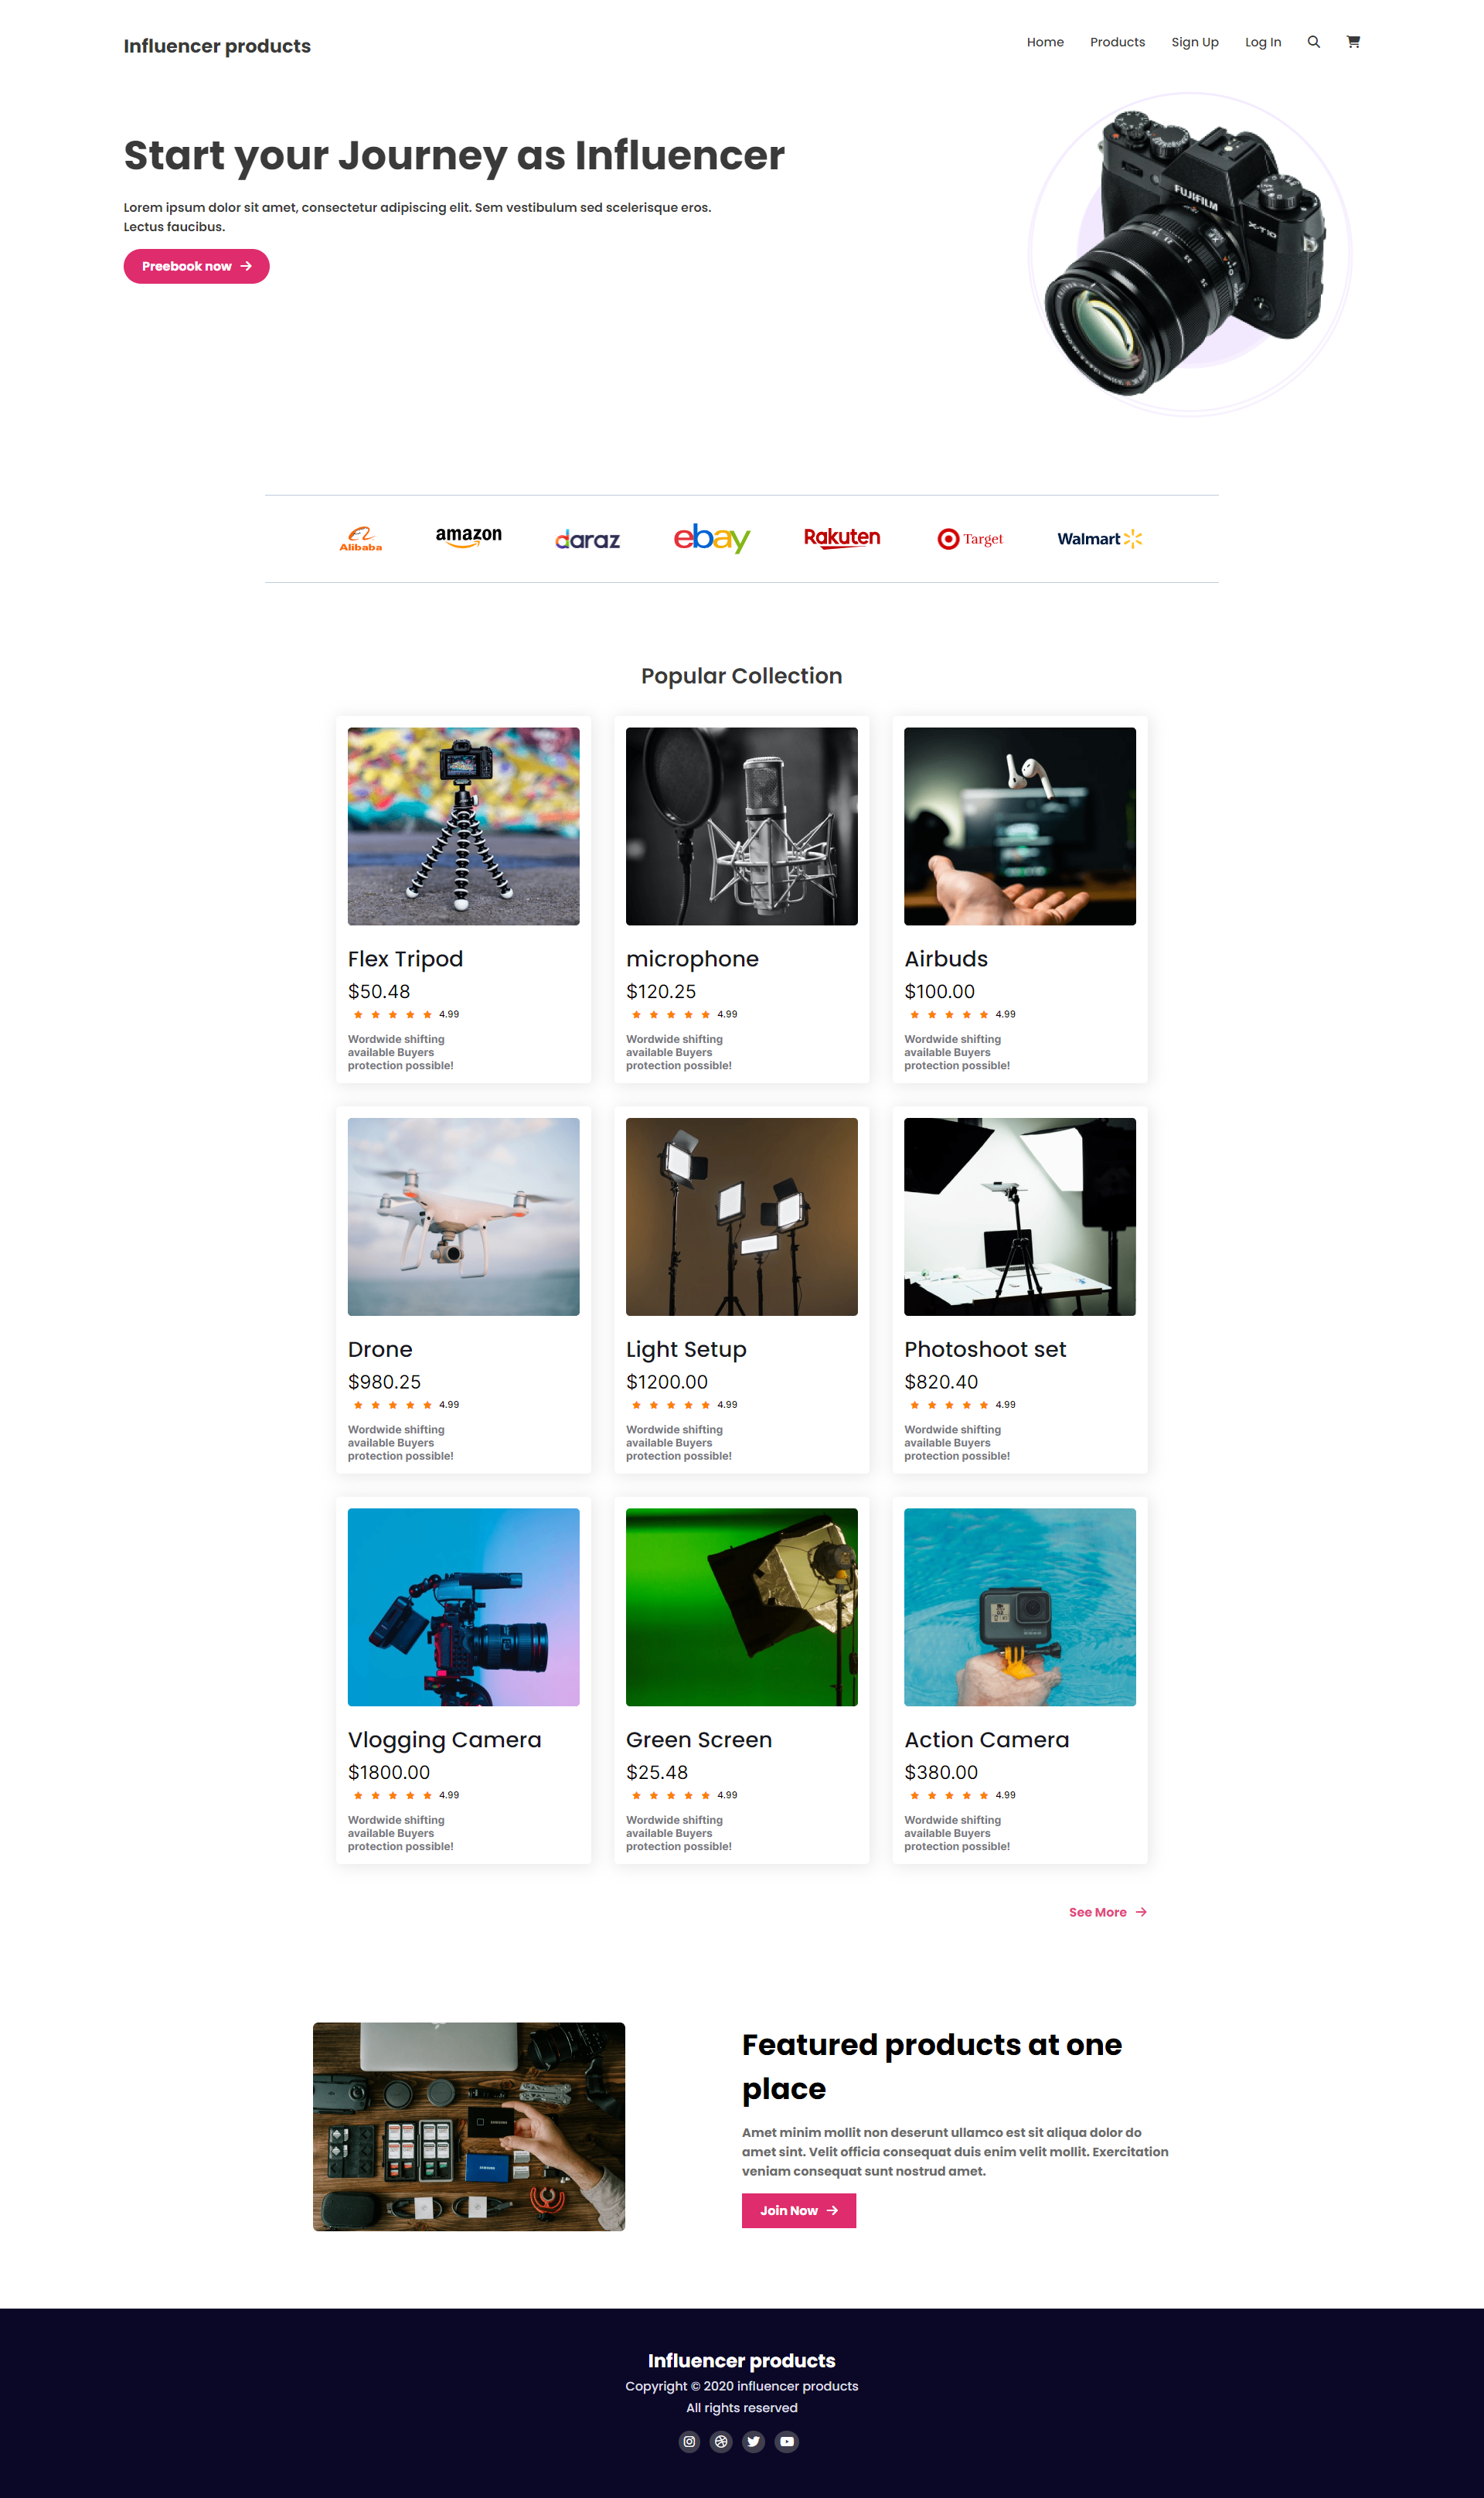 Influencer products
Home Products Sign Up Log In
Start your Journey as Influencer
Lorem ipsum dolor sit amet, consectetur adipiscing elit. Sem vestibulum sed scelerisque eros.
Lectus faucibus.
Preebook now
FUJIFILM
X-T10
Alibaba amazon daraz ebay Rakuten Target Walmart
Popular Collection
Flex Tripod
$50.48
4.99
Wordwide shifting
available Buyers
protection possible!
microphone
$120.25
4.99
Wordwide shifting
available Buyers
protection possible!
Airbuds
$100.00
4.99
Wordwide shifting
available Buyers
protection possible!
Drone
$980.25
4.99
Wordwide shifting
available Buyers
protection possible!
Light Setup
$1200.00
4.99
Wordwide shifting
available Buyers
protection possible!
Photoshoot set
$820.40
4.99
Wordwide shifting
available Buyers
protection possible!
Vlogging Camera
$1800.00
4.99
Wordwide shifting
available Buyers
protection possible!
Green Screen
$25.48
4.99
Wordwide shifting
available Buyers
protection possible!
Action Camera
$380.00
4.99
Wordwide shifting
available Buyers
protection possible!
See More
Featured products at one
place
Amet minim mollit non deserunt ullamco est sit aliqua dolor do
amet sint. Velit officia consequat duis enim velit mollit. Exercitation
veniam consequat sunt nostrud amet.
Join Now
Influencer products
Copyright © 2020 influencer products
All rights reserved